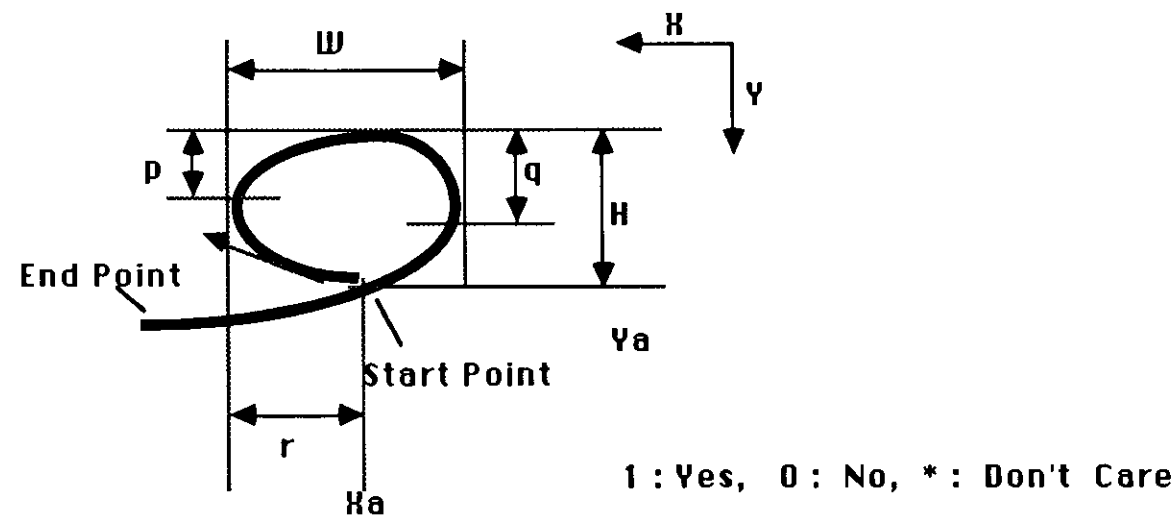 W
X
Y
p
q
H
End Point
Ya
Start Point
r
1 : Yes, 0 : No, * : Don't Care
Xa